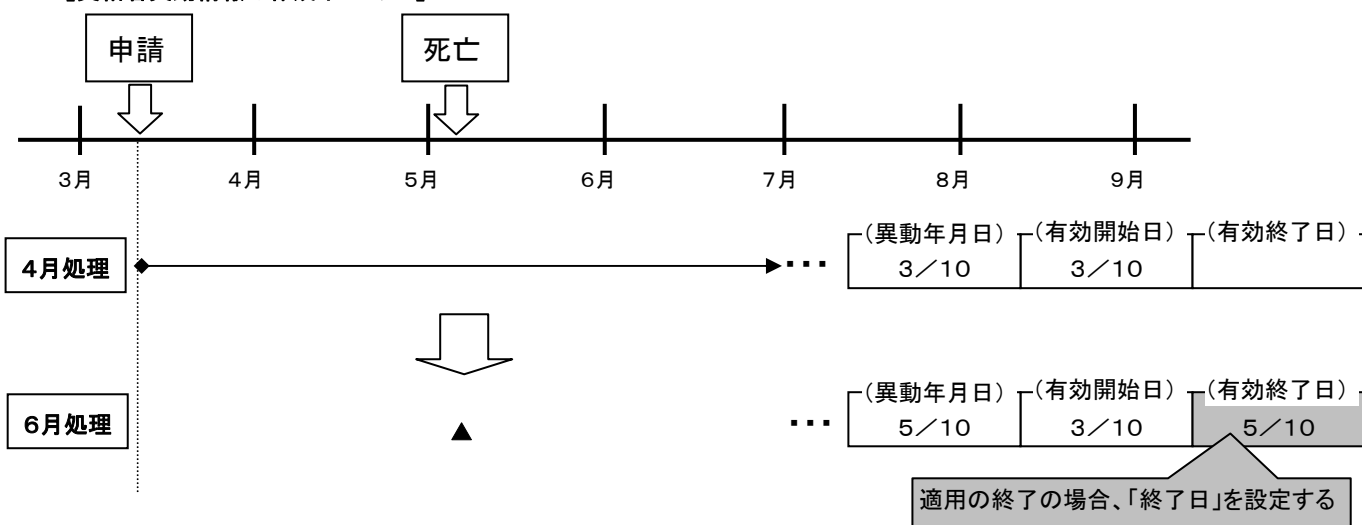 申請
死亡
3月 4月 5月 6月 7月 8月 9月
4月処理
(異動年月日) (有効開始日) (有効終了日)
3／10 3／10
6月処理
(異動年月日) (有効開始日) (有効終了日)
5／10 3／10 5／10
適用の終了の場合、「終了日」を設定する